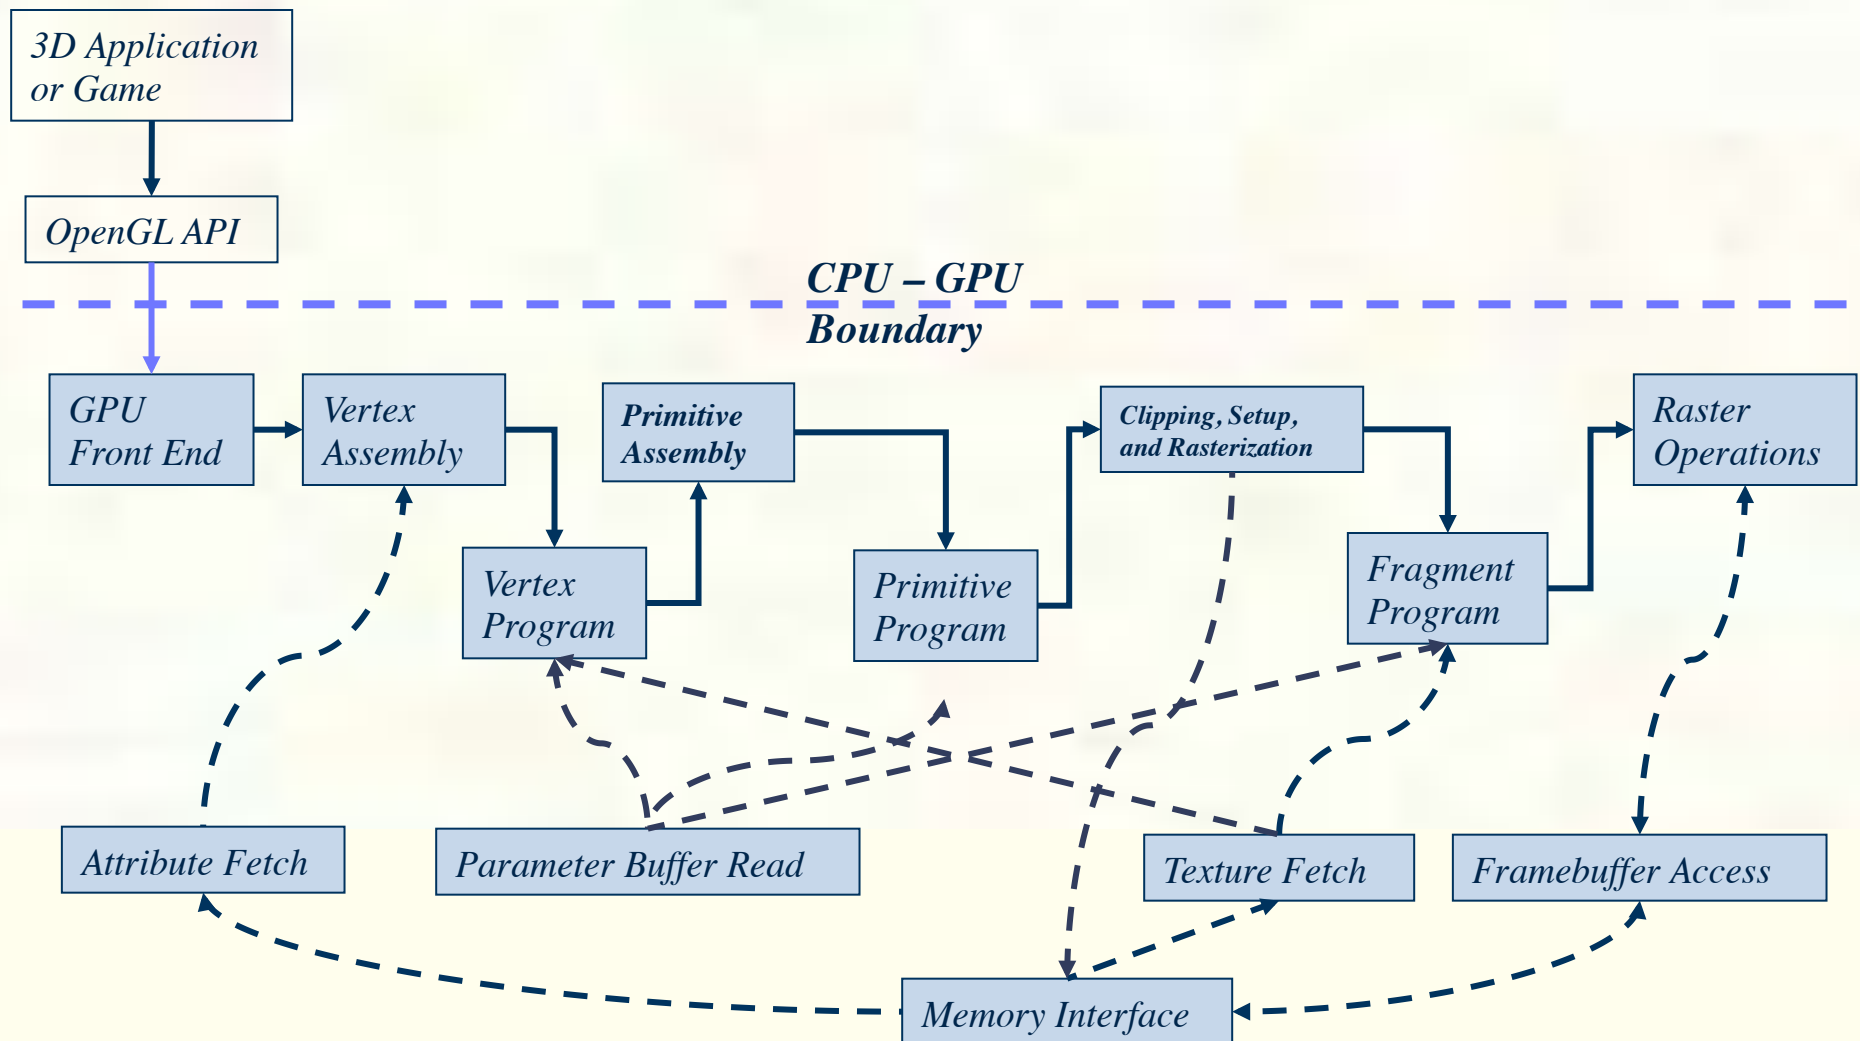 3D Application
or Game
OpenGL API
CPU – GPU
Boundary
GPU
Front End
Vertex
Assembly
Primitive
Assembly
Clipping, Setup,
and Rasterization
Raster
Operations
Vertex
Program
Primitive
Program
Fragment
Program
Attribute Fetch
Parameter Buffer Read
Texture Fetch
Framebuffer Access
Memory Interface